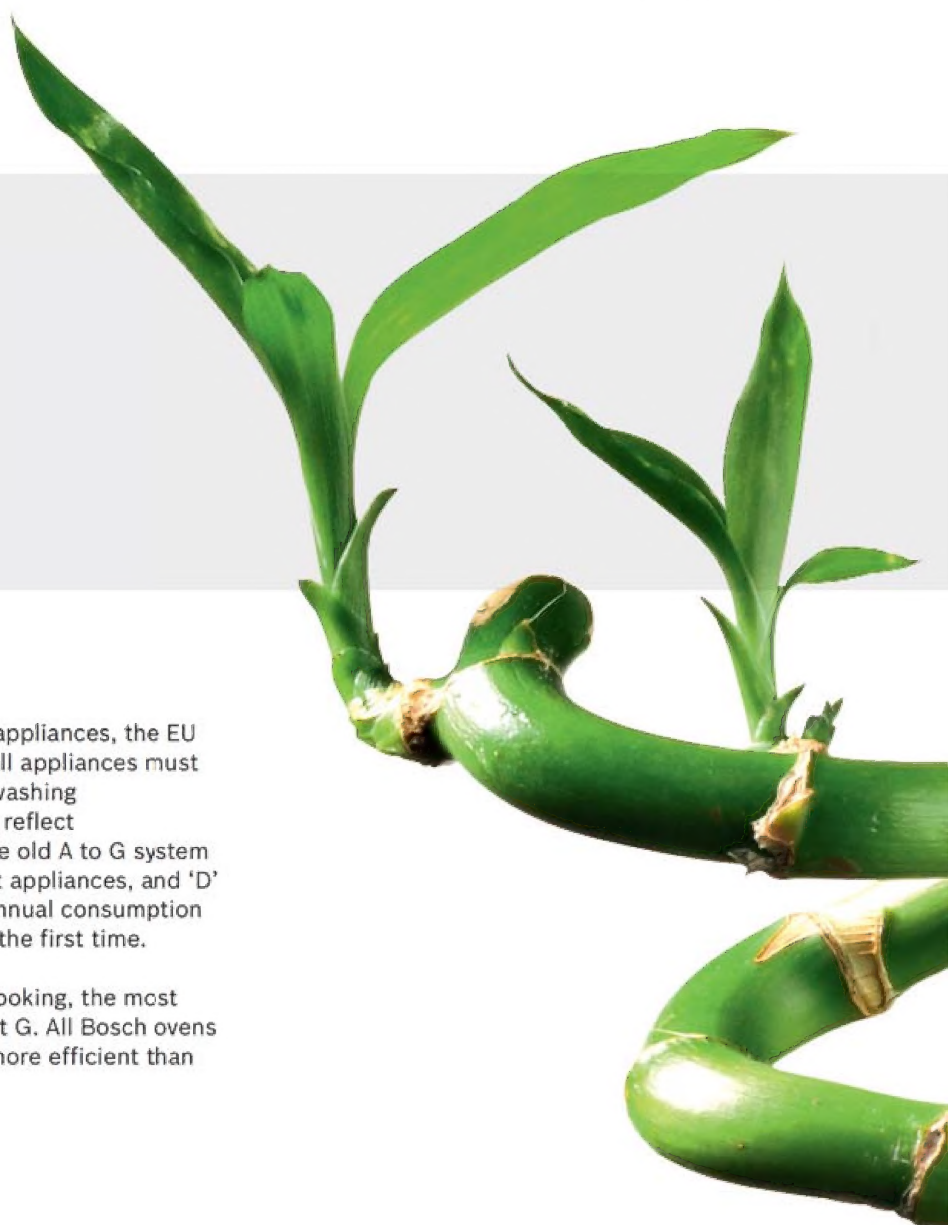 appliances, the EU
ll appliances must
washing
reflect
e old A to G system
t appliances, and ‘D’
nnual consumption
the first time.
ooking, the most
t G. All Bosch ovens
more efficient than